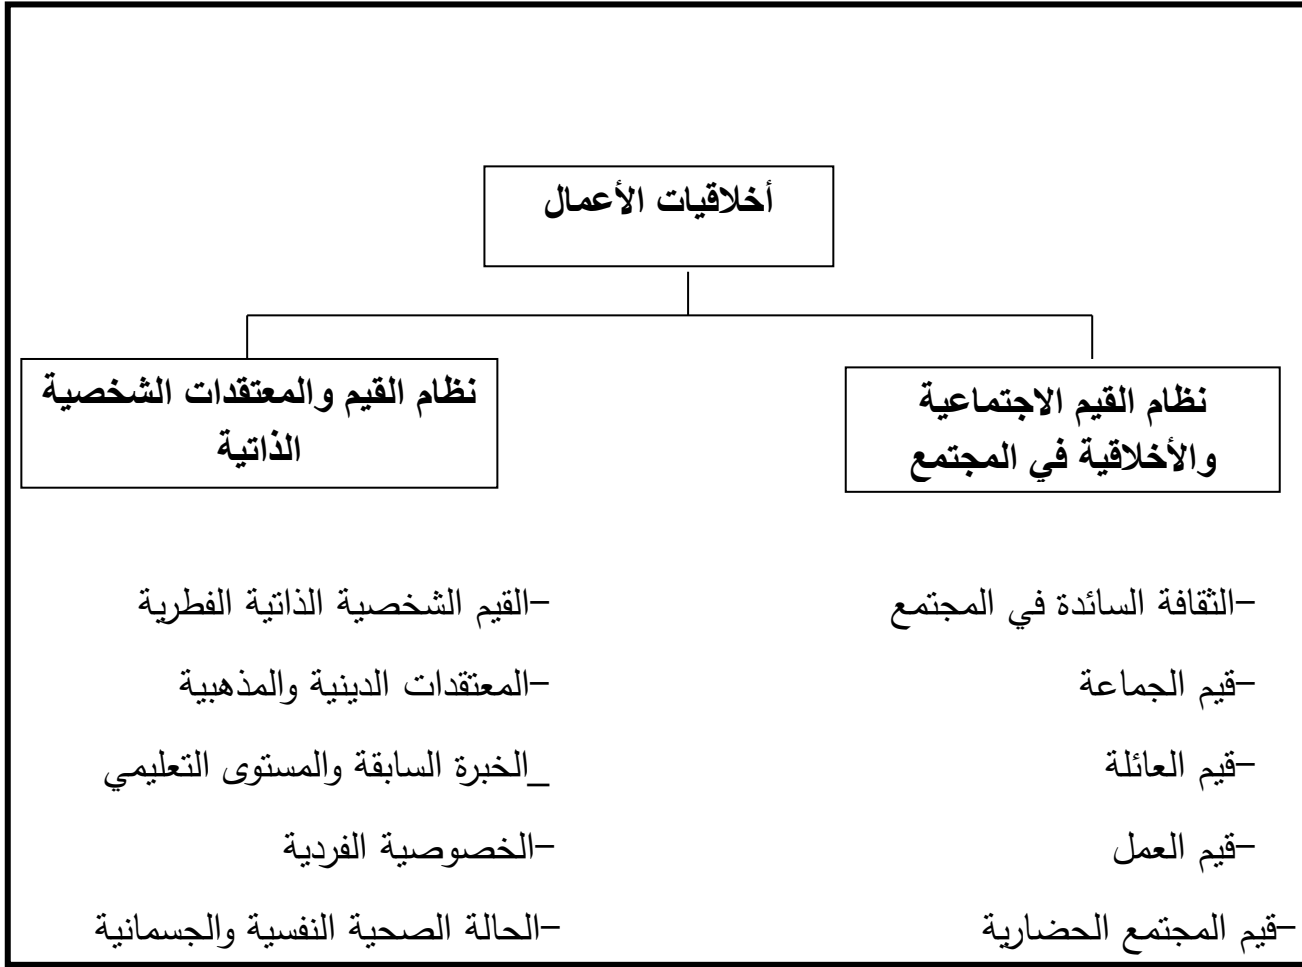 أخلاقيات الأعمال
نظام القيم الاجتماعية
والأخلاقية في المجتمع
نظام القيم والمعتقدات الشخصية
الذاتية
-الثقافة السائدة في المجتمع
-قيم الجماعة
-قيم العائلة
-قيم العمل
-قيم المجتمع الحضارية
-القيم الشخصية الذاتية الفطرية
-المعتقدات الدينية والمذهبية
_الخبرة السابقة والمستوى التعليمي
-الخصوصية الفردية
-الحالة الصحية النفسية والجسمانية